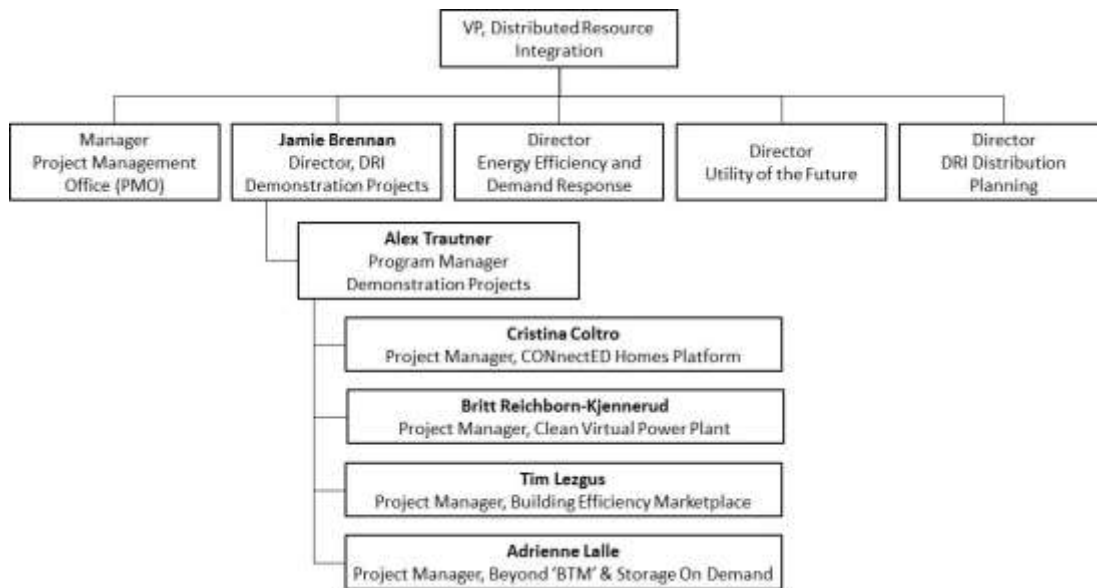 VP, Distributed Resource
Integration
Manager
Project Management
Office (PMO)
Jamie Brennan
Director, DRI
Demonstration Projects
Director
Energy Efficiency and
Demand Response
Director
Utility of the Future
Director
DRI Distribution
Planning
Alex Trautner
Program Manager
Demonstration Projects
Cristina Coltro
Project Manager, CONnectED Homes Platform
Britt Reichborn-Kjennerud
Project Manager, Clean Virtual Power Plant
Tim Lezgus
Project Manager, Building Efficiency Marketplace
Adrienne Lalle
Project Manager, Beyond ‘BTM’ & Storage On Demand